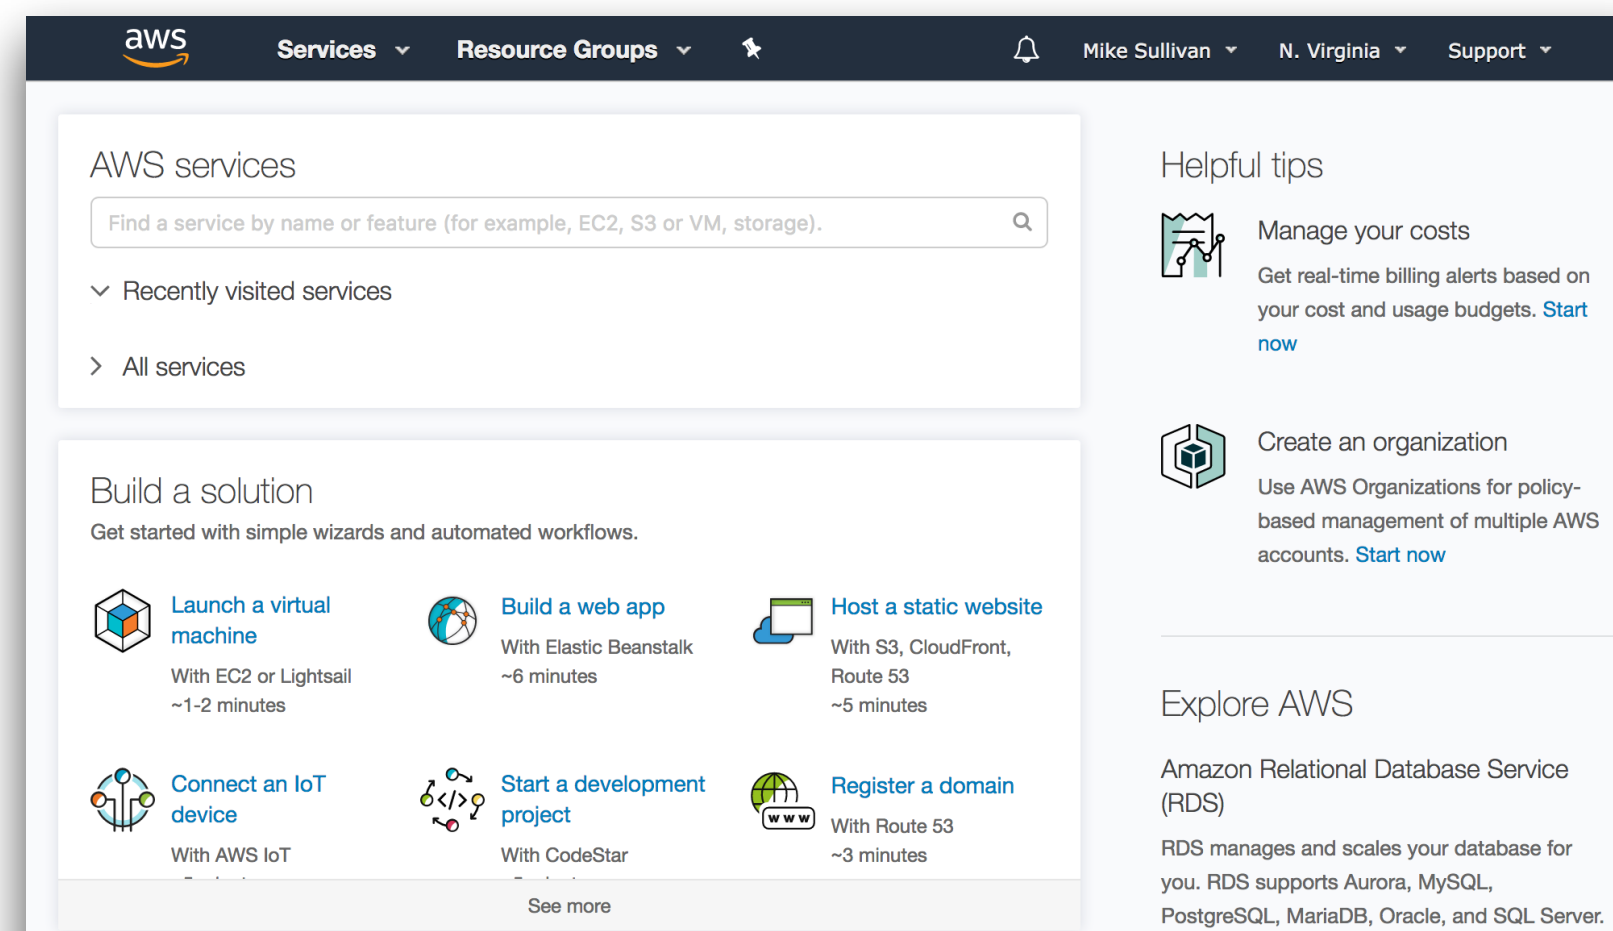 aws
Services
Resource Groups
Mike Sullivan
N. Virginia
Support
AWS services
Find a service by name or feature (for example, EC2, S3 or VM, storage).
Recently visited services
All services
Build a solution
Get started with simple wizards and automated workflows.
Launch a virtual
machine
With EC2 or Lightsail
~1-2 minutes
Build a web app
With Elastic Beanstalk
~6 minutes
Host a static website
With S3, CloudFront,
Route 53
~5 minutes
Connect an IoT
device
With AWS IoT
</>
Start a development
project
With CodeStar
www
Register a domain
With Route 53
~3 minutes
See more
Helpful tips
Manage your costs
Get real-time billing alerts based on
your cost and usage budgets. Start
now
Create an organization
Use AWS Organizations for policy-
based management of multiple AWS
accounts. Start now
Explore AWS
Amazon Relational Database Service
(RDS)
RDS manages and scales your database for
you. RDS supports Aurora, MySQL,
PostgreSQL, MariaDB, Oracle, and SQL Server.